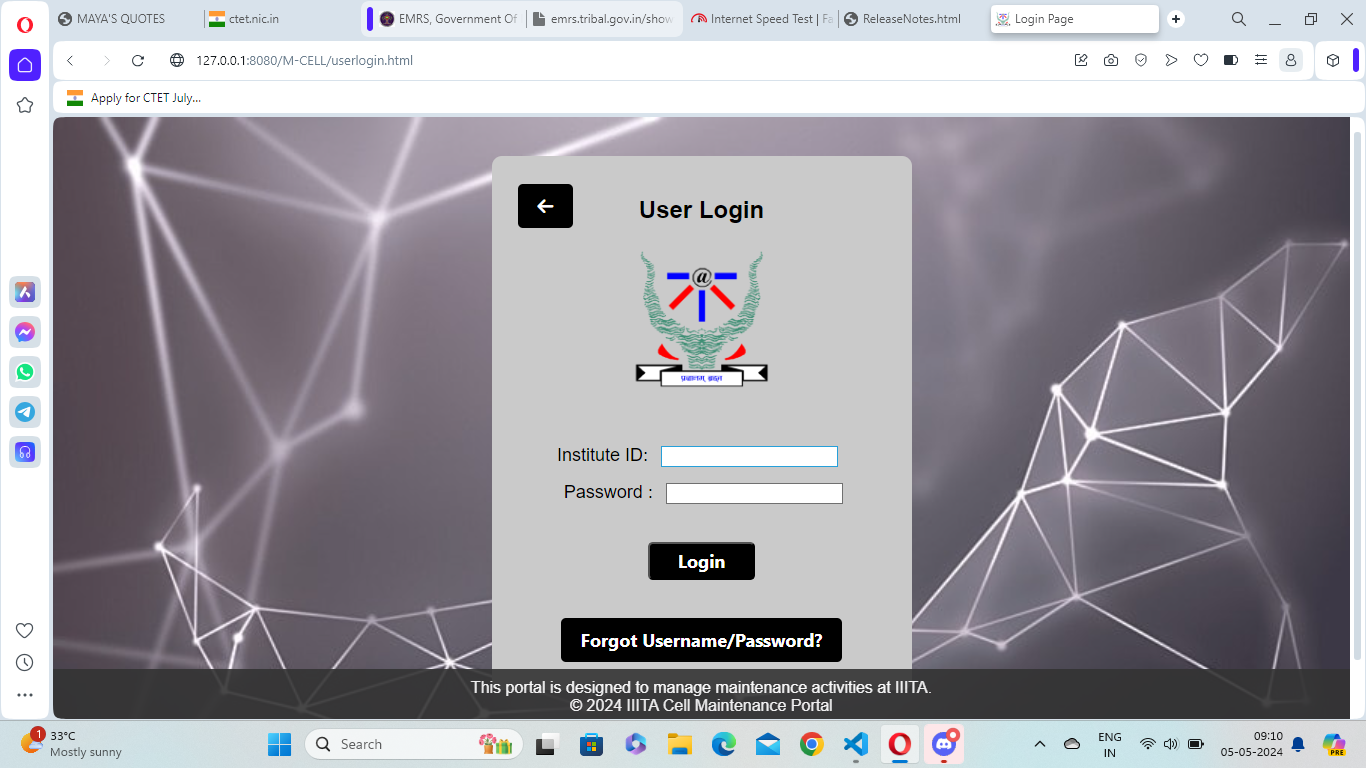 MAYA'S QUOTES
ctet.nic.in
EMRS, Government Of
emrs.tribal.gov.in/show
Internet Speed Test | Fa
ReleaseNotes.html
Login Page
127.0.0.1:8080/M-CELL/userlogin.html
Apply for CTET July...
User Login
@
Institute ID:
Password :
Login
Forgot Username/Password?
This portal is designed to manage maintenance activities at IIITA.
© 2024 IIITA Cell Maintenance Portal
1
33°C
Mostly sunny
Search
PRE
ENG
IN
09:10
05-05-2024